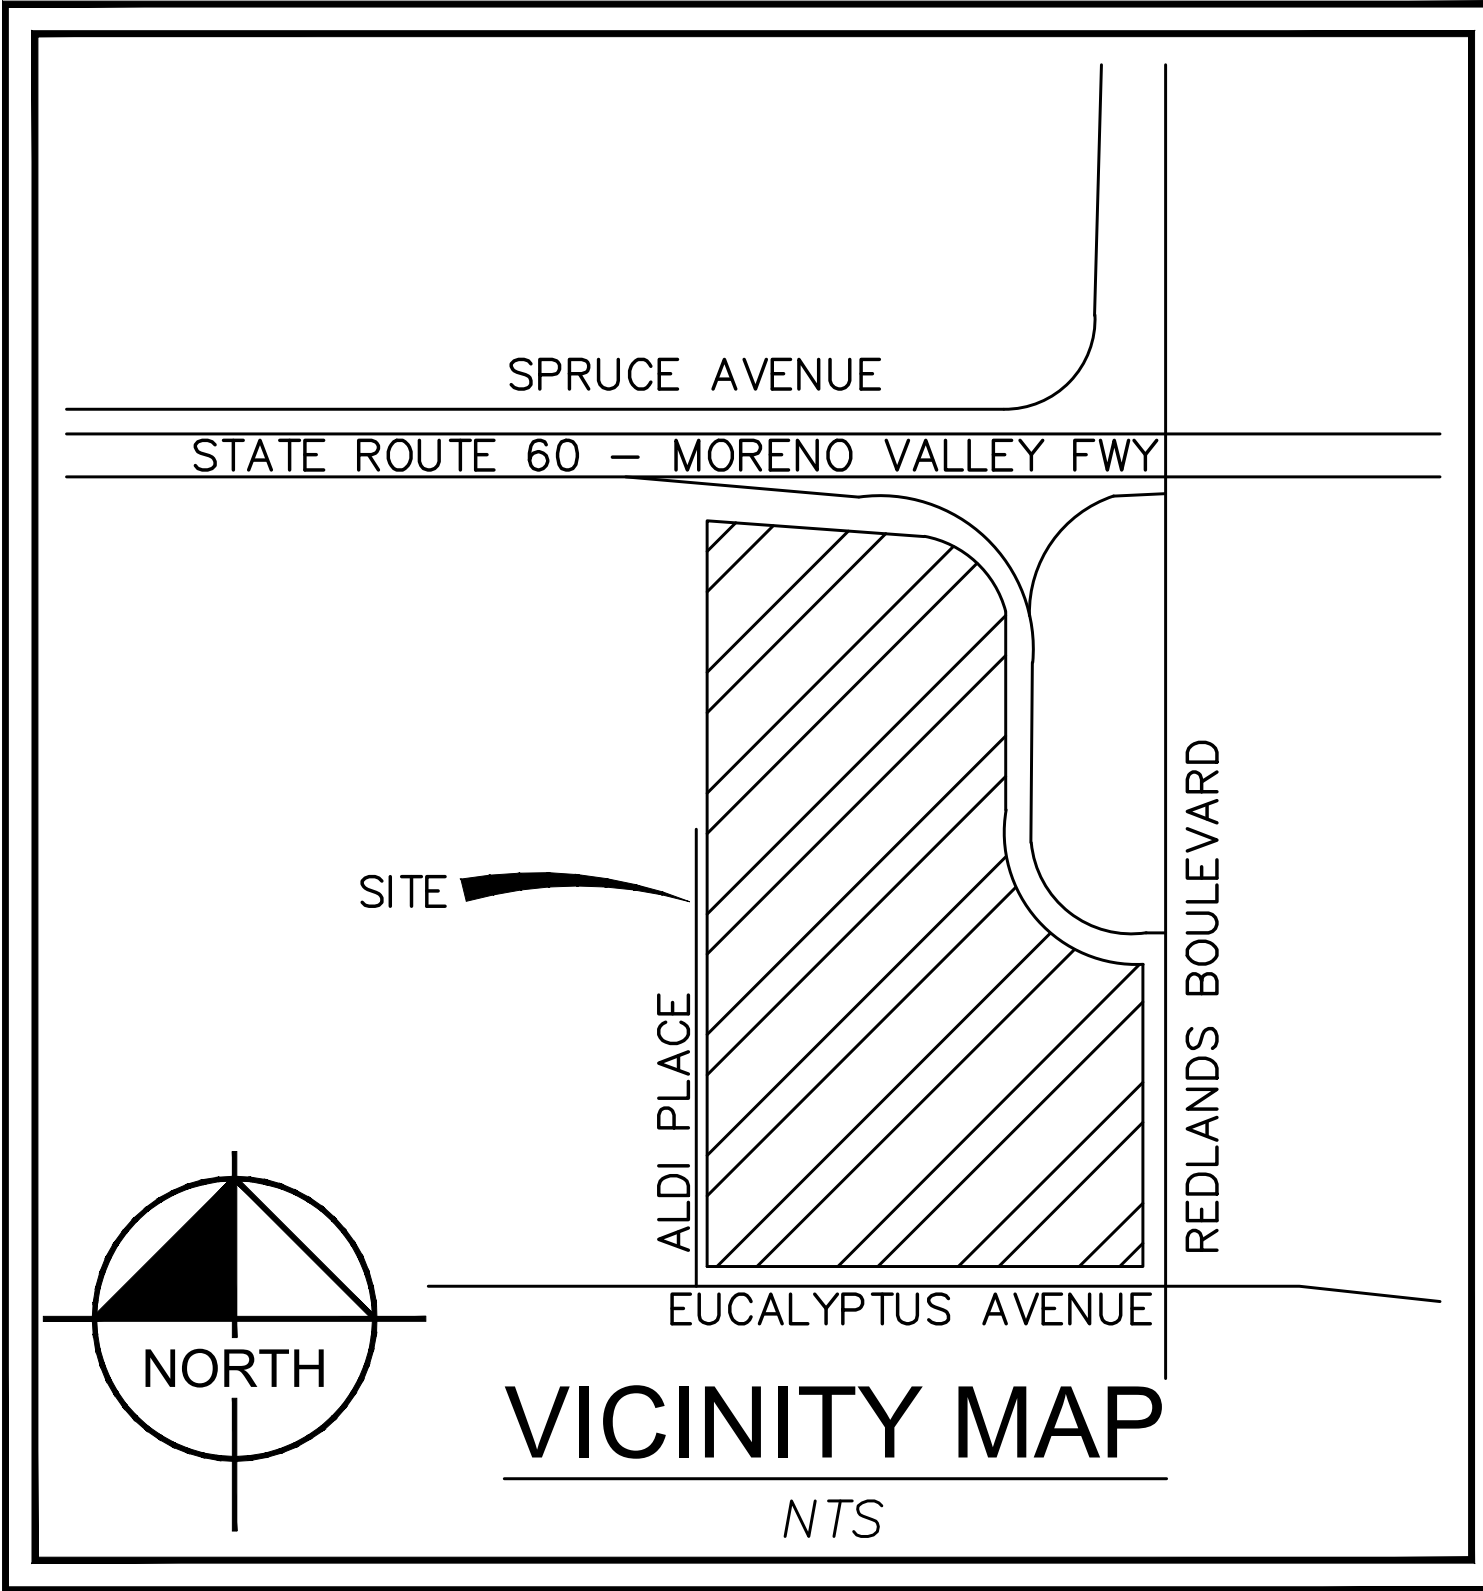 SPRUCE AVENUE
STATE ROUTE 60 – MORENO VALLEY FWY
SITE
ALDI PLACE
REDLANDS BOULEVARD
EUCALYPTUS AVENUE
NORTH
VICINITY MAP
NTS